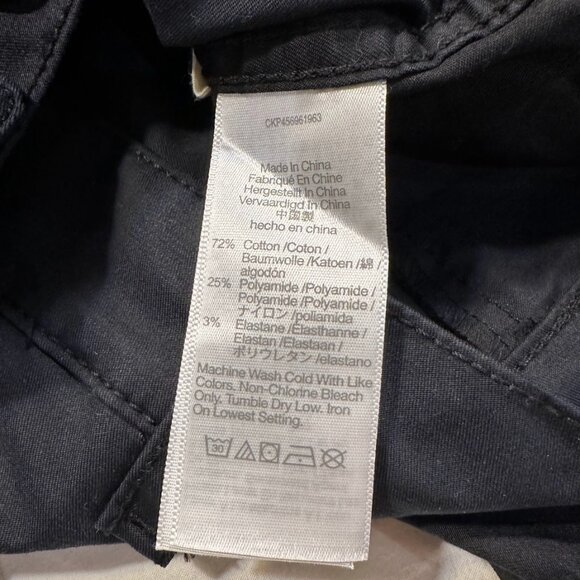 CKP456961963
Made In China
Fabriqué En Chine
Hergestellt In China
Vervaardigd In China
中国製
hecho en china
72% Cotton /Coton /
Baumwolle /Katoen /綿 /
algodón
25% Polyamide /Polyamide /
Polyamide /Polyamide /
ナイロン /poliamida
3% Elastane /Élasthanne /
Elastan /Elastaan /
ポリウレタン /elastano
Machine Wash Cold With Like
Colors. Non-Chlorine Bleach
Only. Tumble Dry Low. Iron
On Lowest Setting.
30